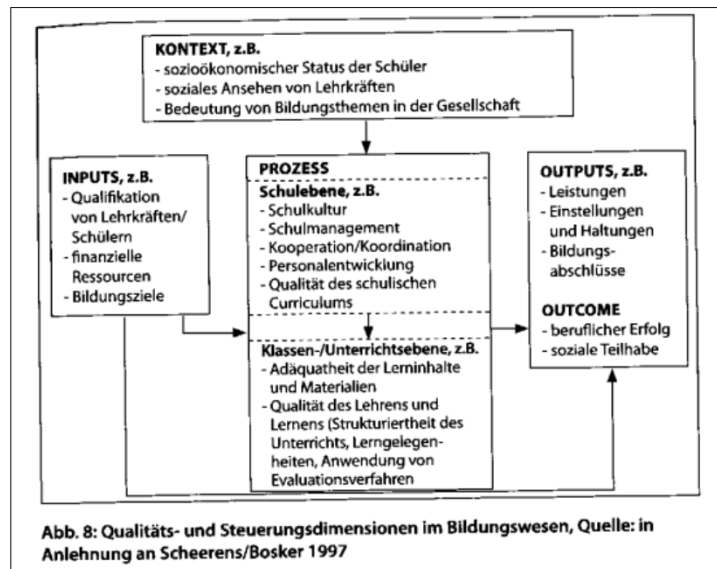 KONTEXT, z.B.
- sozioökonomischer Status der Schüler
- soziales Ansehen von Lehrkräften
- Bedeutung von Bildungsthemen in der Gesellschaft
INPUTS, z.B.
- Qualifikation
von Lehrkräften/
Schülern
- finanzielle
Ressourcen
- Bildungsziele
PROZESS
Schulebene, z.B.
- Schulkultur
- Schulmanagement
- Kooperation/Koordination
- Personalentwicklung
- Qualität des schulischen
Curriculums
Klassen-/Unterrichtsebene, z.B.
- Adäquatheit der Lerninhalte
und Materialien
- Qualität des Lehrens und
Lernens (Strukturiertheit des
Unterrichts, Lerngelegen-
heiten, Anwendung von
Evaluationsverfahren
OUTPUTS, z.B.
- Leistungen
- Einstellungen
und Haltungen
- Bildungs-
abschlüsse
OUTCOME
- beruflicher Erfolg
- soziale Teilhabe
Abb. 8: Qualitäts- und Steuerungsdimensionen im Bildungswesen, Quelle: in
Anlehnung an Scheerens/Bosker 1997